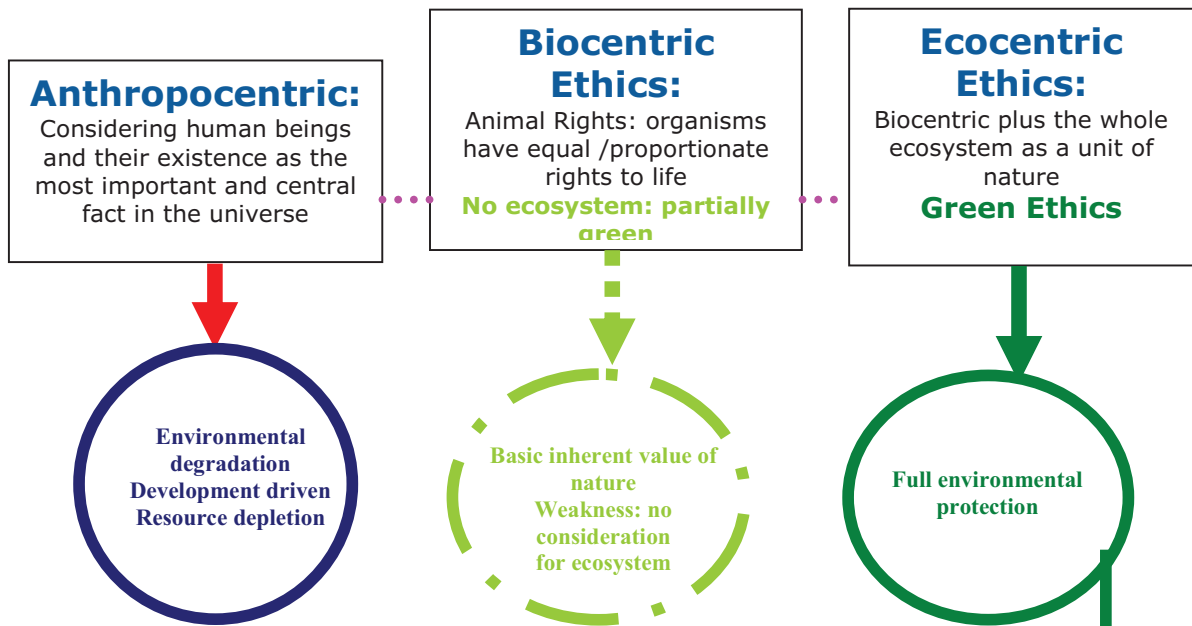 Anthropocentric:
Considering human beings
and their existence as the
most important and central
fact in the universe
Biocentric
Ethics:
Animal Rights: organisms
have equal /proportionate
rights to life
No ecosystem: partially
green
Ecocentric
Ethics:
Biocentric plus the whole
ecosystem as a unit of
nature
Green Ethics
Environmental
degradation
Development driven
Resource depletion
Basic inherent value of
nature
Weakness: no
consideration
for ecosystem
Full environmental
protection